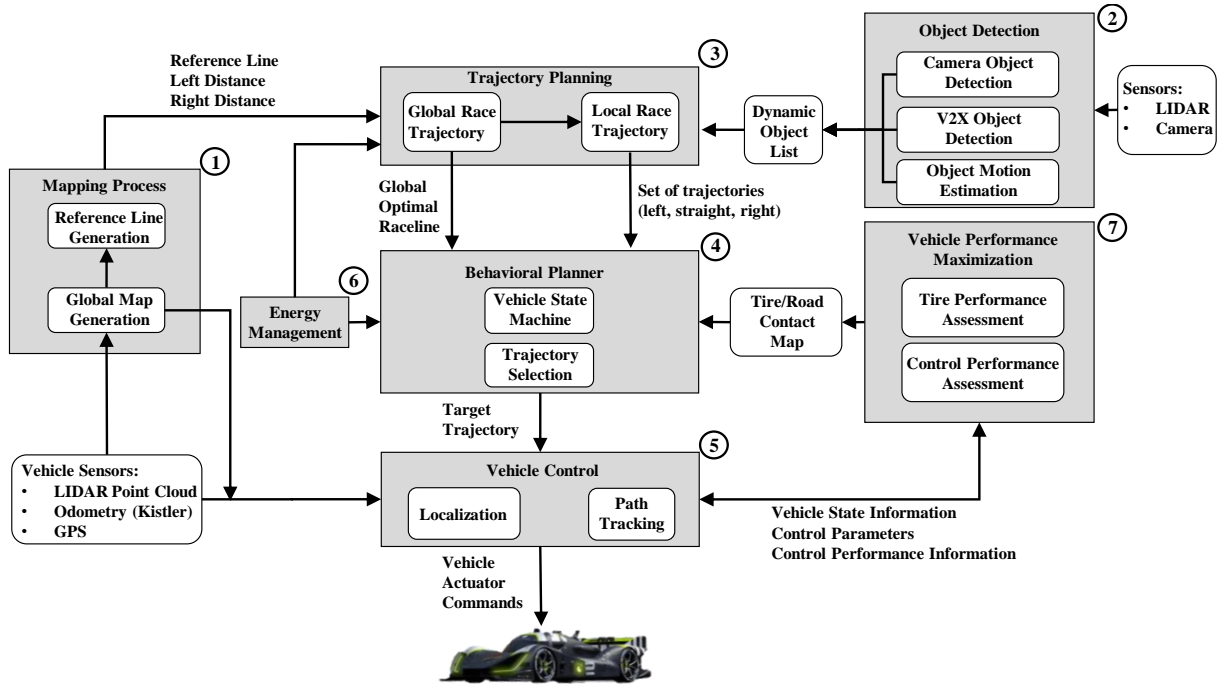 Reference Line
Left Distance
Right Distance
1
Mapping Process
Reference Line
Generation
Global Map
Generation
Vehicle Sensors:
• LIDAR Point Cloud
• Odometry (Kistler)
• GPS
3
Trajectory Planning
Global Race
Trajectory
Local Race
Trajectory
Global
Optimal
Raceline
Set of trajectories
(left, straight, right)
Dynamic
Object
List
2
Object Detection
Camera Object
Detection
V2X Object
Detection
Object Motion
Estimation
Sensors:
• LIDAR
• Camera
6
Energy
Management
4
Behavioral Planner
Vehicle State
Machine
Trajectory
Selection
Tire/Road
Contact
Map
7
Vehicle Performance
Maximization
Tire Performance
Assessment
Control Performance
Assessment
Target
Trajectory
5
Vehicle Control
Localization
Path
Tracking
Vehicle State Information
Control Parameters
Control Performance Information
Vehicle
Actuator
Commands